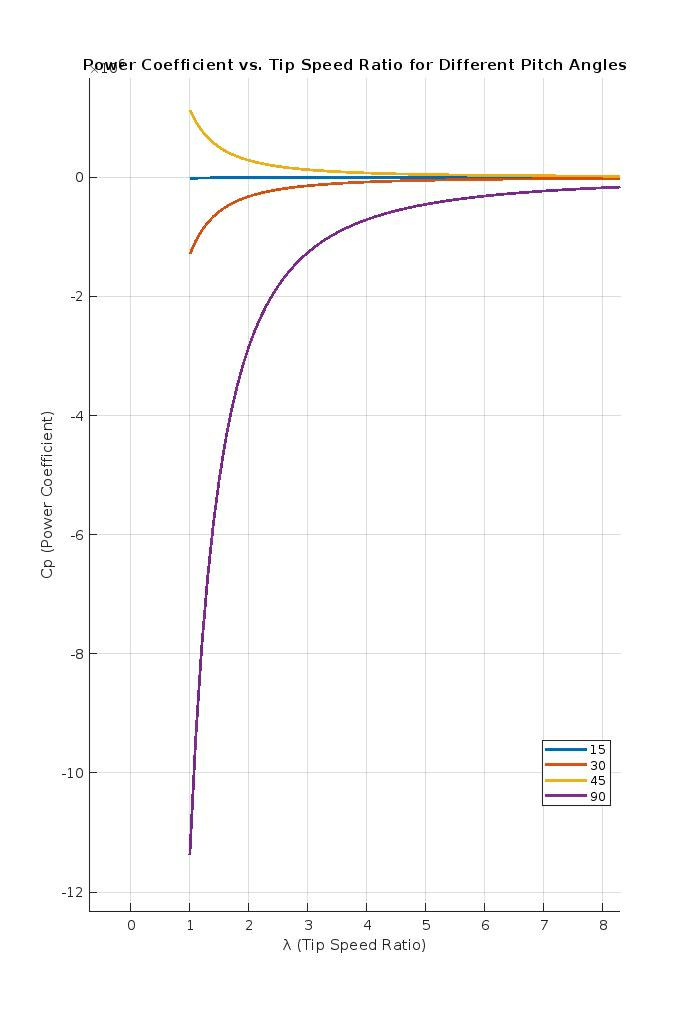 Power Coefficient vs. Tip Speed Ratio for Different Pitch Angles
0
-2
-4
-6
-8
-10
-12
Cp (Power Coefficient)
15
30
45
90
0 1 2 3 4 5 6 7 8
λ (Tip Speed Ratio)